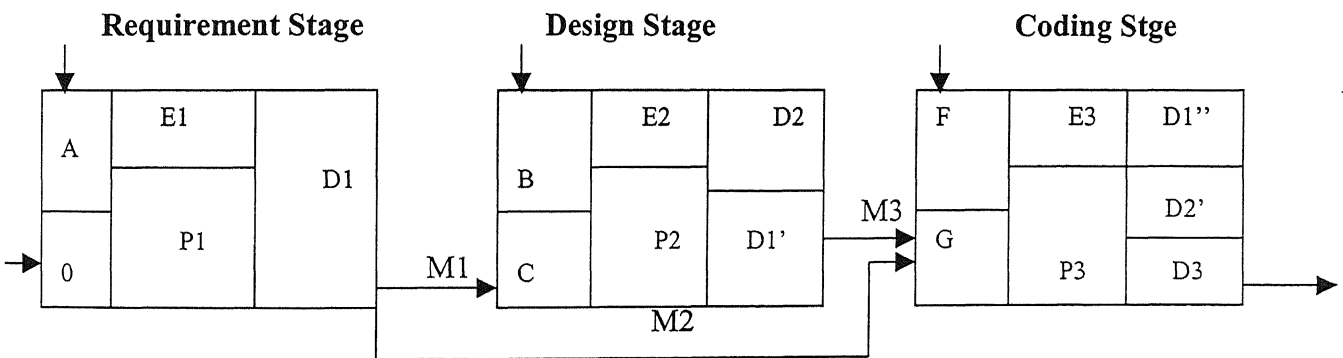 Requirement Stage
Design Stage
Coding Stge
A
E1
D1
0
P1
M1
B
E2
D2
C
P2
D1’
M2
M3
F
E3
D1’’
G
P3
D2’
D3